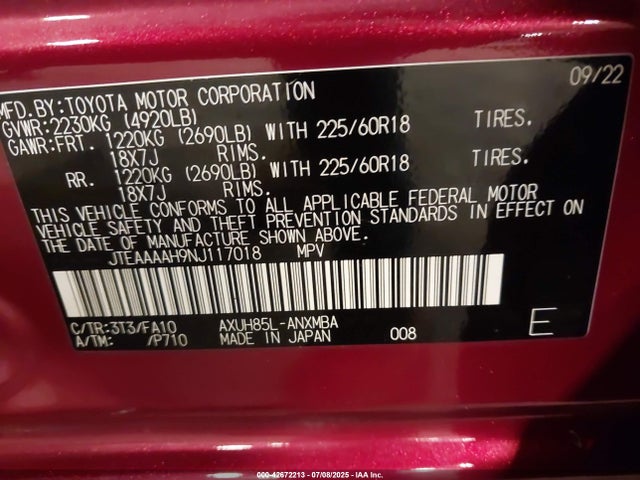 09/22
MFD.BY:TOYOTA MOTOR CORPORATION
GVWR:2230KG (4920LB)
GAWR:FRT. 1220KG (2690LB) WITH 225/60R18 TIRES.
18X7J RIMS.
RR. 1220KG (2690LB) WITH 225/60R18 TIRES.
18X7J RIMS.
THIS VEHICLE CONFORMS TO ALL APPLICABLE FEDERAL MOTOR
VEHICLE SAFETY AND THEFT PREVENTION STANDARDS IN EFFECT ON
THE DATE OF MANUFACTURE SHOWN ABOVE.
JTEAAAAH9NJ117018 MPV
C/TR:3T3/FA10 AXUH85L-ANXMBA
A/TM: /P710 MADE IN JAPAN 008 E
000-42672213 - 07/08/2025 - IAA Inc.